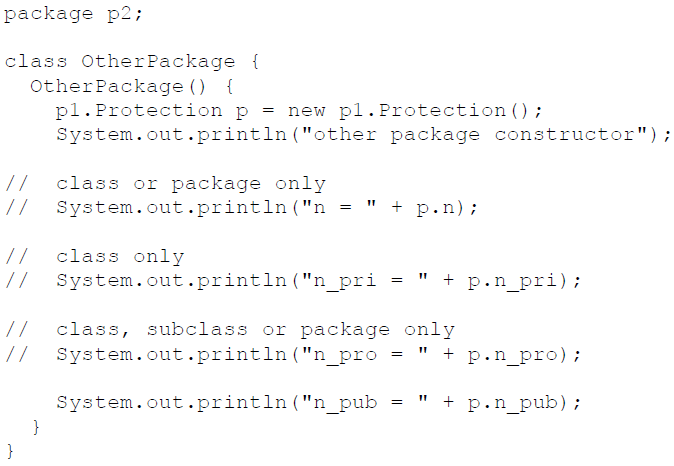 package p2;

class OtherPackage {
  OtherPackage() {
    p1.Protection p = new p1.Protection();
    System.out.println("other package constructor");

//  class or package only
//  System.out.println("n = " + p.n);

//  class only
//  System.out.println("n_pri = " + p.n_pri);

//  class, subclass or package only
//  System.out.println("n_pro = " + p.n_pro);

    System.out.println("n_pub = " + p.n_pub);
  }
}